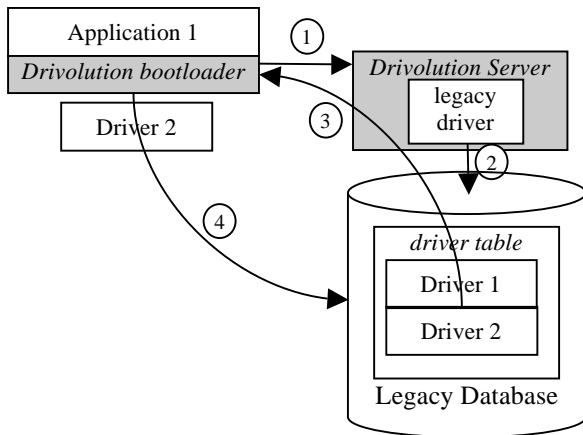 Application 1
Drivolution bootloader
Driver 2
1
Drivolution Server
legacy
driver
3
2
4
driver table
Driver 1
Driver 2
Legacy Database